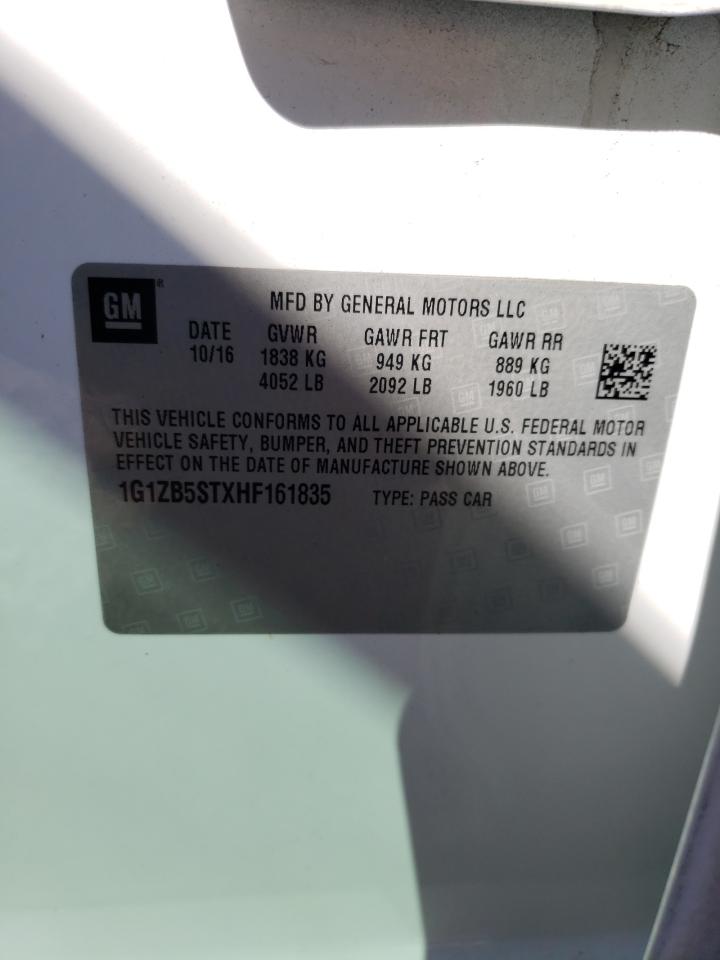 GM ®
MFD BY GENERAL MOTORS LLC
DATE GVWR GAWR FRT GAWR RR
10/16 1838 KG 949 KG 889 KG
4052 LB 2092 LB 1960 LB
THIS VEHICLE CONFORMS TO ALL APPLICABLE U.S. FEDERAL MOTOR
VEHICLE SAFETY, BUMPER, AND THEFT PREVENTION STANDARDS IN
EFFECT ON THE DATE OF MANUFACTURE SHOWN ABOVE.
1G1ZB5STXHF161835 TYPE: PASS CAR